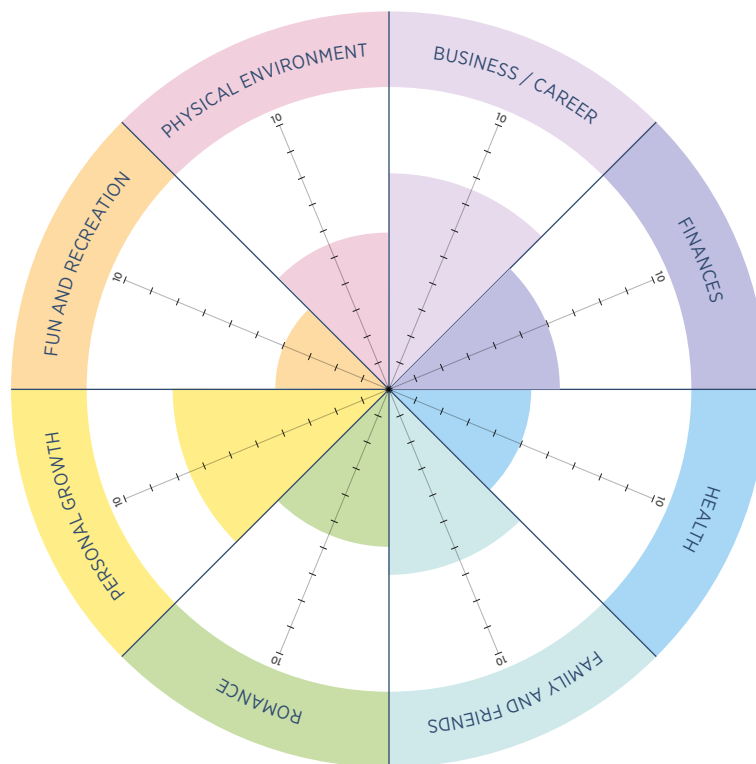 PHYSICAL ENVIRONMENT
BUSINESS / CAREER
FINANCES
HEALTH
FAMILY AND FRIENDS
ROMANCE
PERSONAL GROWTH
FUN AND RECREATION
10
10
10
10
10
10
10
10